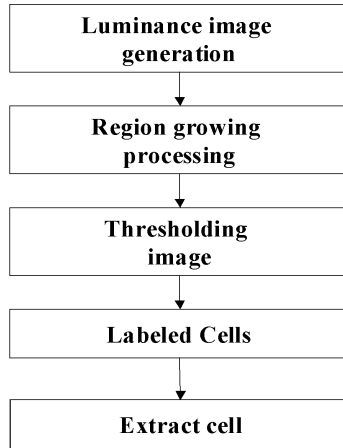 Luminance image
generation
Region growing
processing
Thresholding
image
Labeled Cells
Extract cell